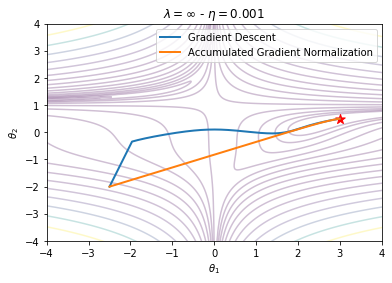 λ = ∞ - η = 0.001
Gradient Descent
Accumulated Gradient Normalization
4
3
2
1
0
−1
−2
−3
−4
θ₂
−4 −3 −2 −1 0 1 2 3 4
θ₁